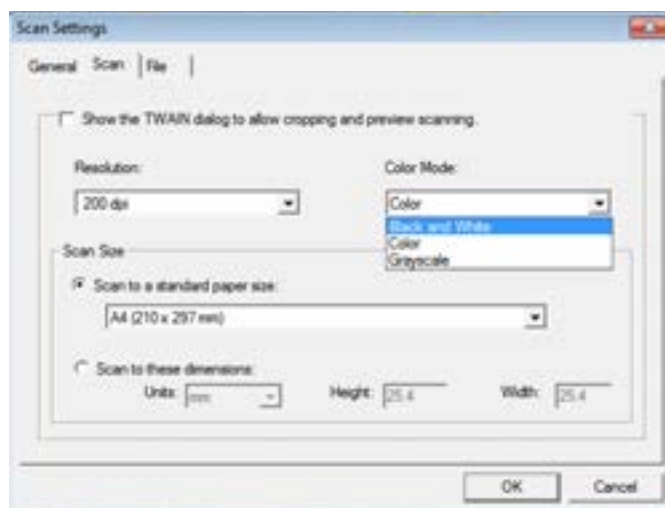 Scan Settings
General Scan File
Show the TWAIN dialog to allow cropping and preview scanning.
Resolution: Color Mode:
200 dpi Color
Black and White
Color
Grayscale
Scan Size
Scan to a standard paper size:
A4 (210 x 297 mm)
Scan to these dimensions:
Units: mm Height: 25.4 Width: 25.4
OK Cancel